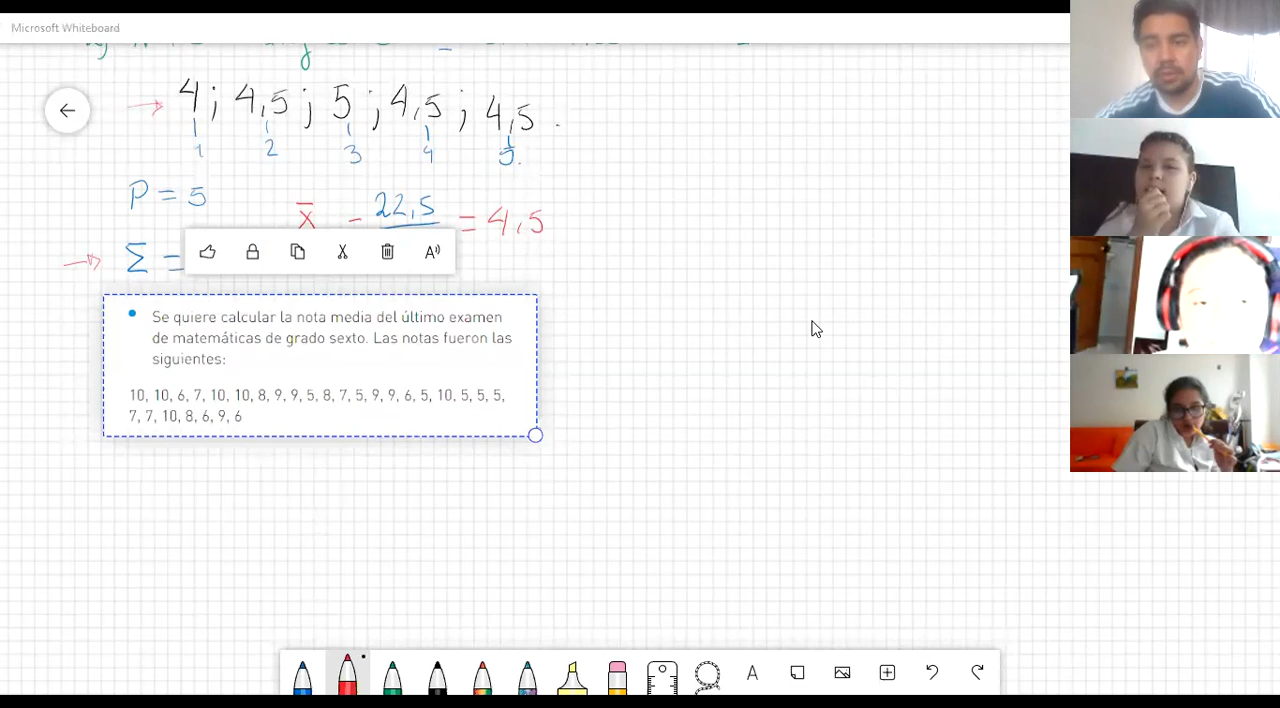 Microsoft Whiteboard
4; 4,5; 5; 4,5; 4,5.
1 2 3 4 5.
P = 5
x̄ - 22,5 = 4,5
Σ =
A
• Se quiere calcular la nota media del último examen
de matemáticas de grado sexto. Las notas fueron las
siguientes:
10, 10, 6, 7, 10, 10, 8, 9, 9, 5, 8, 7, 5, 9, 9, 6, 5, 10, 5, 5, 5,
7, 7, 10, 8, 6, 9, 6
A